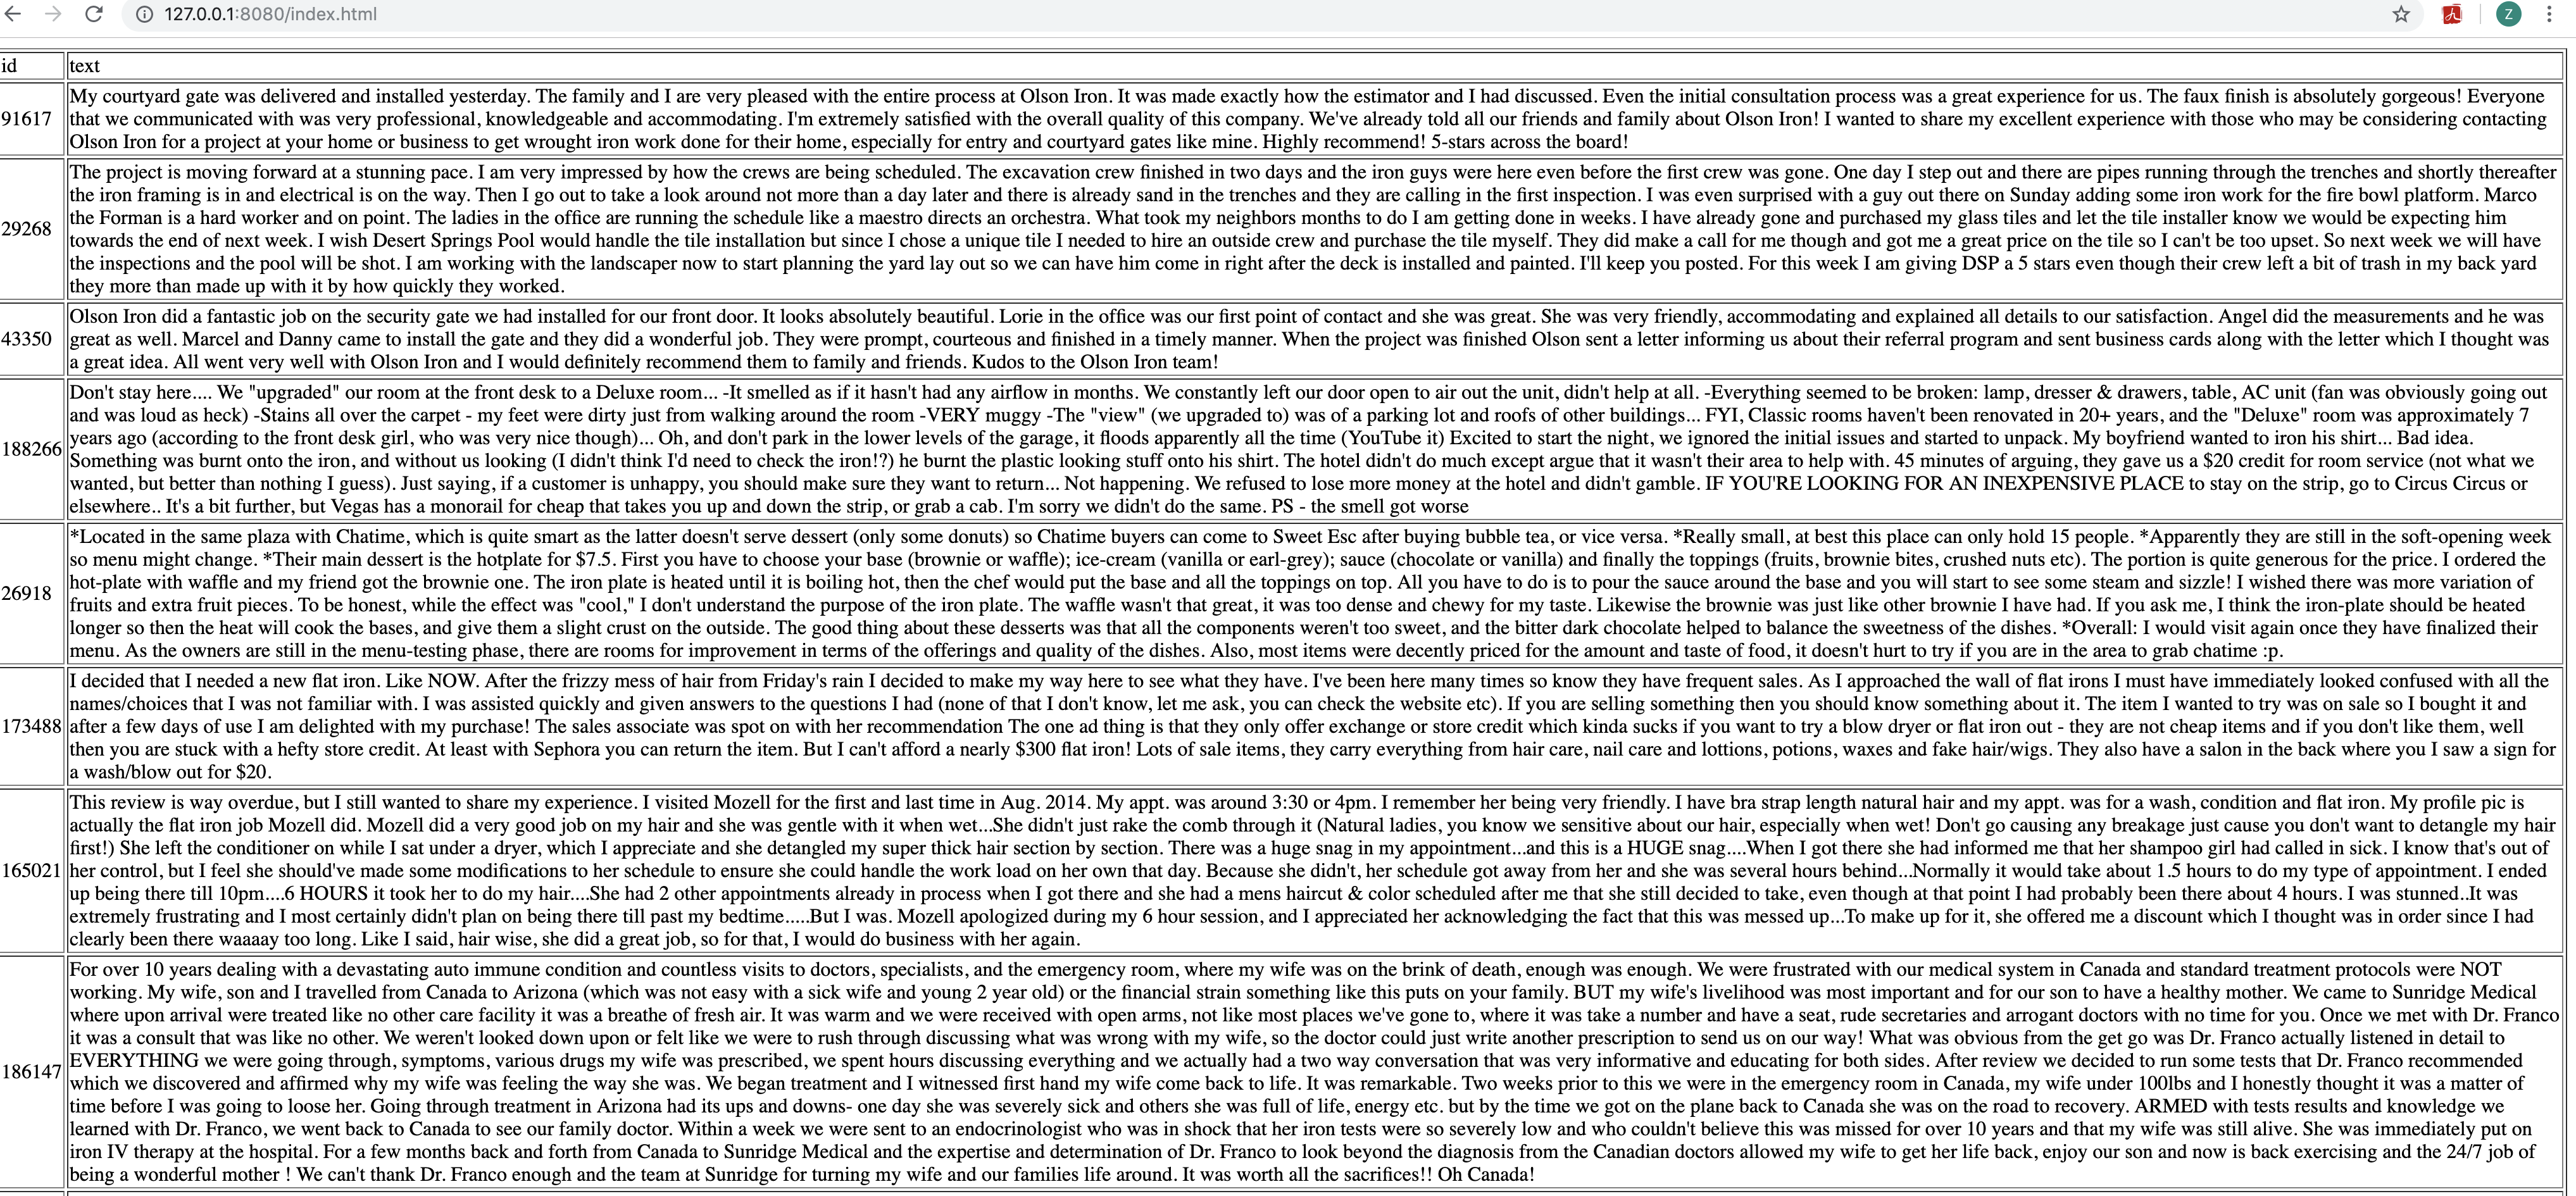 127.0.0.1:8080/index.html
Z
id text
My courtyard gate was delivered and installed yesterday. The family and I are very pleased with the entire process at Olson Iron. It was made exactly how the estimator and I had discussed. Even the initial consultation process was a great experience for us. The faux finish is absolutely gorgeous! Everyone
91617 that we communicated with was very professional, knowledgeable and accommodating. I'm extremely satisfied with the overall quality of this company. We've already told all our friends and family about Olson Iron! I wanted to share my excellent experience with those who may be considering contacting
Olson Iron for a project at your home or business to get wrought iron work done for their home, especially for entry and courtyard gates like mine. Highly recommend! 5-stars across the board!
The project is moving forward at a stunning pace. I am very impressed by how the crews are being scheduled. The excavation crew finished in two days and the iron guys were here even before the first crew was gone. One day I step out and there are pipes running through the trenches and shortly thereafter
the iron framing is in and electrical is on the way. Then I go out to take a look around not more than a day later and there is already sand in the trenches and they are calling in the first inspection. I was even surprised with a guy out there on Sunday adding some iron work for the fire bowl platform. Marco
the Forman is a hard worker and on point. The ladies in the office are running the schedule like a maestro directs an orchestra. What took my neighbors months to do I am getting done in weeks. I have already gone and purchased my glass tiles and let the tile installer know we would be expecting him
29268 towards the end of next week. I wish Desert Springs Pool would handle the tile installation but since I chose a unique tile I needed to hire an outside crew and purchase the tile myself. They did make a call for me though and got me a great price on the tile so I can't be too upset. So next week we will have
the inspections and the pool will be shot. I am working with the landscaper now to start planning the yard lay out so we can have him come in right after the deck is installed and painted. I'll keep you posted. For this week I am giving DSP a 5 stars even though their crew left a bit of trash in my back yard
they more than made up with it by how quickly they worked.
Olson Iron did a fantastic job on the security gate we had installed for our front door. It looks absolutely beautiful. Lorie in the office was our first point of contact and she was great. She was very friendly, accommodating and explained all details to our satisfaction. Angel did the measurements and he was
43350 great as well. Marcel and Danny came to install the gate and they did a wonderful job. They were prompt, courteous and finished in a timely manner. When the project was finished Olson sent a letter informing us about their referral program and sent business cards along with the letter which I thought was
a great idea. All went very well with Olson Iron and I would definitely recommend them to family and friends. Kudos to the Olson Iron team!
Don't stay here.... We "upgraded" our room at the front desk to a Deluxe room... -It smelled as if it hasn't had any airflow in months. We constantly left our door open to air out the unit, didn't help at all. -Everything seemed to be broken: lamp, dresser & drawers, table, AC unit (fan was obviously going out
and was loud as heck) -Stains all over the carpet - my feet were dirty just from walking around the room -VERY muggy -The "view" (we upgraded to) was of a parking lot and roofs of other buildings... FYI, Classic rooms haven't been renovated in 20+ years, and the "Deluxe" room was approximately 7
years ago (according to the front desk girl, who was very nice though)... Oh, and don't park in the lower levels of the garage, it floods apparently all the time (YouTube it) Excited to start the night, we ignored the initial issues and started to unpack. My boyfriend wanted to iron his shirt... Bad idea.
188266 Something was burnt onto the iron, and without us looking (I didn't think I'd need to check the iron!?) he burnt the plastic looking stuff onto his shirt. The hotel didn't do much except argue that it wasn't their area to help with. 45 minutes of arguing, they gave us a $20 credit for room service (not what we
wanted, but better than nothing I guess). Just saying, if a customer is unhappy, you should make sure they want to return... Not happening. We refused to lose more money at the hotel and didn't gamble. IF YOU'RE LOOKING FOR AN INEXPENSIVE PLACE to stay on the strip, go to Circus Circus or
elsewhere.. It's a bit further, but Vegas has a monorail for cheap that takes you up and down the strip, or grab a cab. I'm sorry we didn't do the same. PS - the smell got worse
*Located in the same plaza with Chatime, which is quite smart as the latter doesn't serve dessert (only some donuts) so Chatime buyers can come to Sweet Esc after buying bubble tea, or vice versa. *Really small, at best this place can only hold 15 people. *Apparently they are still in the soft-opening week
so menu might change. *Their main dessert is the hotplate for $7.5. First you have to choose your base (brownie or waffle); ice-cream (vanilla or earl-grey); sauce (chocolate or vanilla) and finally the toppings (fruits, brownie bites, crushed nuts etc). The portion is quite generous for the price. I ordered the
hot-plate with waffle and my friend got the brownie one. The iron plate is heated until it is boiling hot, then the chef would put the base and all the toppings on top. All you have to do is to pour the sauce around the base and you will start to see some steam and sizzle! I wished there was more variation of
26918 fruits and extra fruit pieces. To be honest, while the effect was "cool," I don't understand the purpose of the iron plate. The waffle wasn't that great, it was too dense and chewy for my taste. Likewise the brownie was just like other brownie I have had. If you ask me, I think the iron-plate should be heated
longer so then the heat will cook the bases, and give them a slight crust on the outside. The good thing about these desserts was that all the components weren't too sweet, and the bitter dark chocolate helped to balance the sweetness of the dishes. *Overall: I would visit again once they have finalized their
menu. As the owners are still in the menu-testing phase, there are rooms for improvement in terms of the offerings and quality of the dishes. Also, most items were decently priced for the amount and taste of food, it doesn't hurt to try if you are in the area to grab chatime :p.
I decided that I needed a new flat iron. Like NOW. After the frizzy mess of hair from Friday's rain I decided to make my way here to see what they have. I've been here many times so know they have frequent sales. As I approached the wall of flat irons I must have immediately looked confused with all the
names/choices that I was not familiar with. I was assisted quickly and given answers to the questions I had (none of that I don't know, let me ask, you can check the website etc). If you are selling something then you should know something about it. The item I wanted to try was on sale so I bought it and
173488 after a few days of use I am delighted with my purchase! The sales associate was spot on with her recommendation The one ad thing is that they only offer exchange or store credit which kinda sucks if you want to try a blow dryer or flat iron out - they are not cheap items and if you don't like them, well
then you are stuck with a hefty store credit. At least with Sephora you can return the item. But I can't afford a nearly $300 flat iron! Lots of sale items, they carry everything from hair care, nail care and lottions, potions, waxes and fake hair/wigs. They also have a salon in the back where you I saw a sign for
a wash/blow out for $20.
This review is way overdue, but I still wanted to share my experience. I visited Mozell for the first and last time in Aug. 2014. My appt. was around 3:30 or 4pm. I remember her being very friendly. I have bra strap length natural hair and my appt. was for a wash, condition and flat iron. My profile pic is
actually the flat iron job Mozell did. Mozell did a very good job on my hair and she was gentle with it when wet...She didn't just rake the comb through it (Natural ladies, you know we sensitive about our hair, especially when wet! Don't go causing any breakage just cause you don't want to detangle my hair
first!) She left the conditioner on while I sat under a dryer, which I appreciate and she detangled my super thick hair section by section. There was a huge snag in my appointment...and this is a HUGE snag....When I got there she had informed me that her shampoo girl had called in sick. I know that's out of
165021 her control, but I feel she should've made some modifications to her schedule to ensure she could handle the work load on her own that day. Because she didn't, her schedule got away from her and she was several hours behind...Normally it would take about 1.5 hours to do my type of appointment. I ended
up being there till 10pm....6 HOURS it took her to do my hair....She had 2 other appointments already in process when I got there and she had a mens haircut & color scheduled after me that she still decided to take, even though at that point I had probably been there about 4 hours. I was stunned..It was
extremely frustrating and I most certainly didn't plan on being there till past my bedtime.....But I was. Mozell apologized during my 6 hour session, and I appreciated her acknowledging the fact that this was messed up...To make up for it, she offered me a discount which I thought was in order since I had
clearly been there waaaay too long. Like I said, hair wise, she did a great job, so for that, I would do business with her again.
For over 10 years dealing with a devastating auto immune condition and countless visits to doctors, specialists, and the emergency room, where my wife was on the brink of death, enough was enough. We were frustrated with our medical system in Canada and standard treatment protocols were NOT
working. My wife, son and I travelled from Canada to Arizona (which was not easy with a sick wife and young 2 year old) or the financial strain something like this puts on your family. BUT my wife's livelihood was most important and for our son to have a healthy mother. We came to Sunridge Medical
where upon arrival were treated like no other care facility it was a breathe of fresh air. It was warm and we were received with open arms, not like most places we've gone to, where it was take a number and have a seat, rude secretaries and arrogant doctors with no time for you. Once we met with Dr. Franco
it was a consult that was like no other. We weren't looked down upon or felt like we were to rush through discussing what was wrong with my wife, so the doctor could just write another prescription to send us on our way! What was obvious from the get go was Dr. Franco actually listened in detail to
186147 EVERYTHING we were going through, symptoms, various drugs my wife was prescribed, we spent hours discussing everything and we actually had a two way conversation that was very informative and educating for both sides. After review we decided to run some tests that Dr. Franco recommended
which we discovered and affirmed why my wife was feeling the way she was. We began treatment and I witnessed first hand my wife come back to life. It was remarkable. Two weeks prior to this we were in the emergency room in Canada, my wife under 100lbs and I honestly thought it was a matter of
time before I was going to loose her. Going through treatment in Arizona had its ups and downs- one day she was severely sick and others she was full of life, energy etc. but by the time we got on the plane back to Canada she was on the road to recovery. ARMED with tests results and knowledge we
learned with Dr. Franco, we went back to Canada to see our family doctor. Within a week we were sent to an endocrinologist who was in shock that her iron tests were so severely low and who couldn't believe this was missed for over 10 years and that my wife was still alive. She was immediately put on
iron IV therapy at the hospital. For a few months back and forth from Canada to Sunridge Medical and the expertise and determination of Dr. Franco to look beyond the diagnosis from the Canadian doctors allowed my wife to get her life back, enjoy our son and now is back exercising and the 24/7 job of
being a wonderful mother ! We can't thank Dr. Franco enough and the team at Sunridge for turning my wife and our families life around. It was worth all the sacrifices!! Oh Canada!